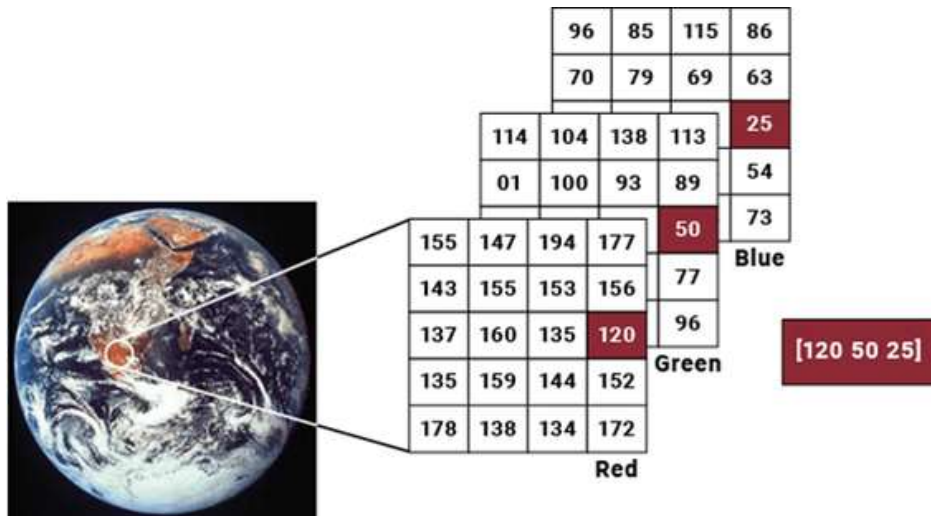 96 85 115 86
70 79 69 63
25
54
73
Blue
114 104 138 113
01 100 93 89
50
77
96
Green
155 147 194 177
143 155 153 156
137 160 135 120
135 159 144 152
178 138 134 172
Red
[120 50 25]